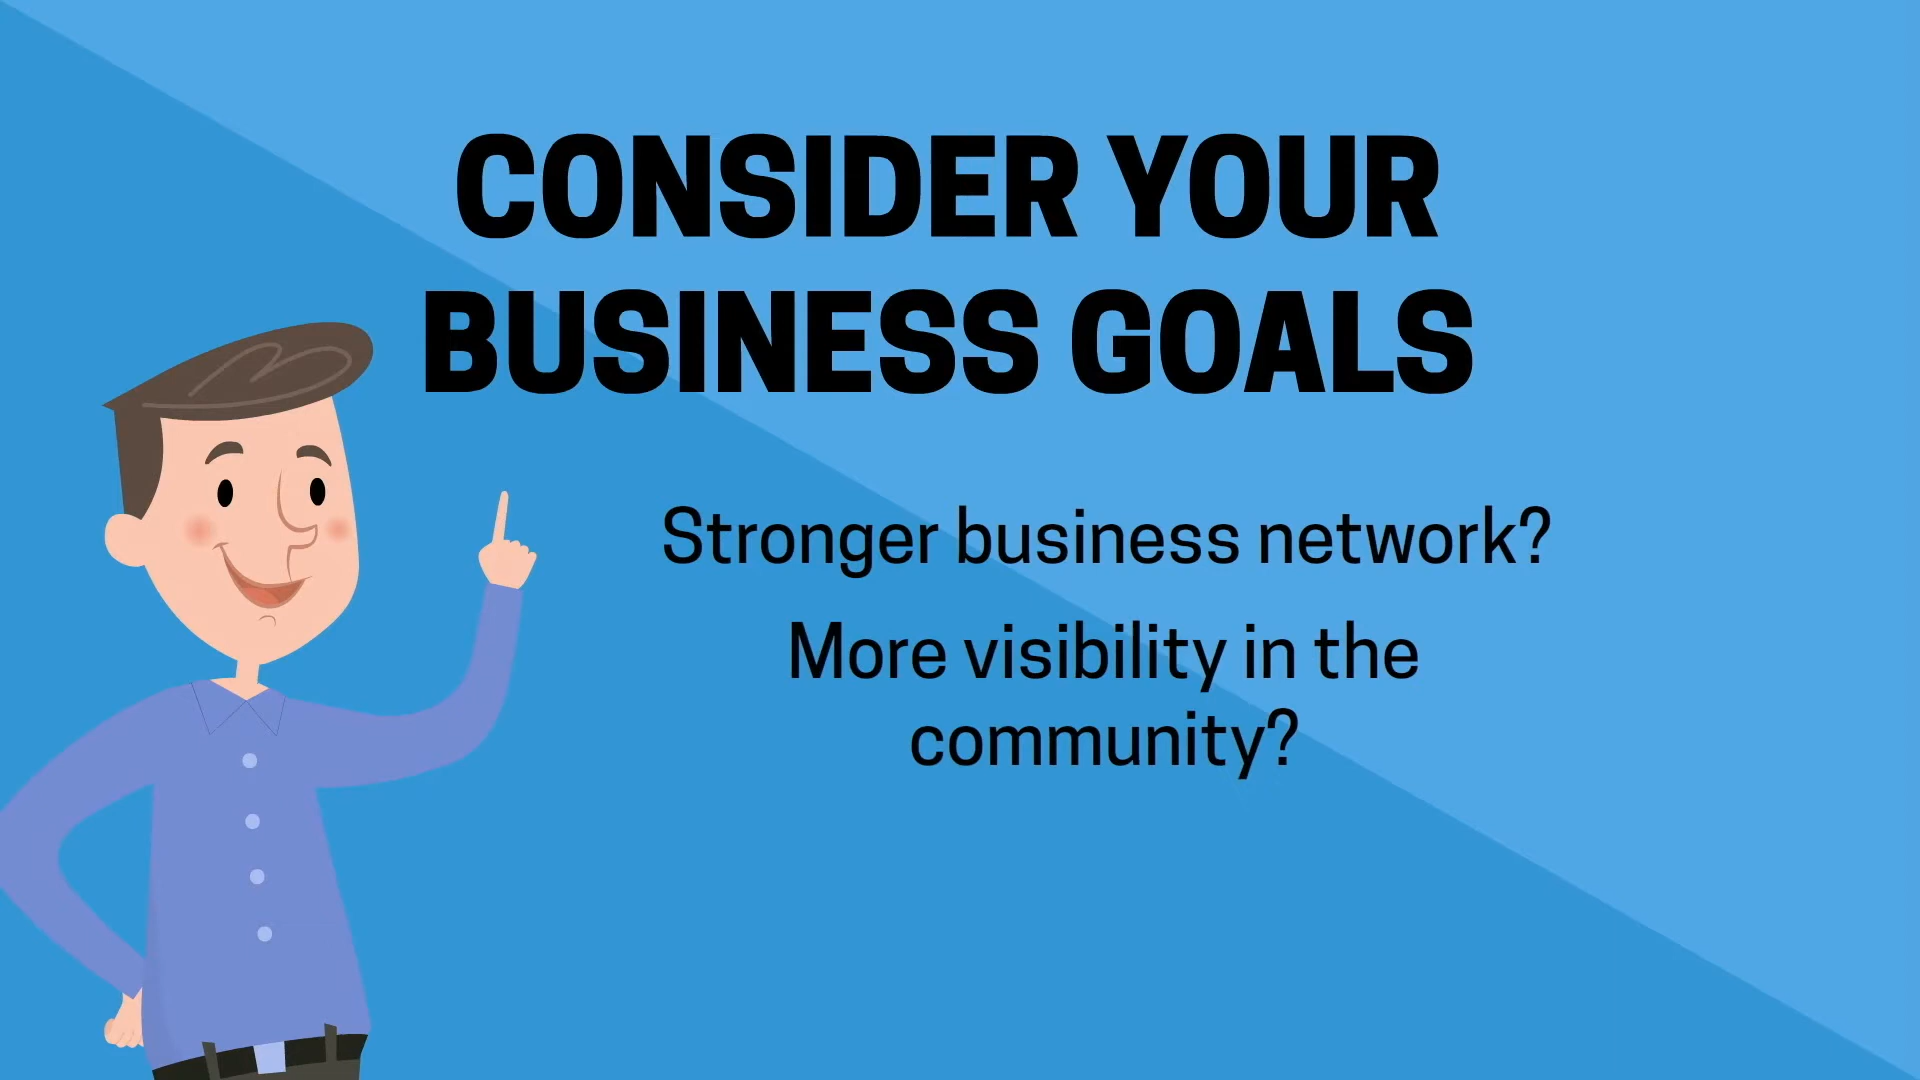 CONSIDER YOUR
BUSINESS GOALS
Stronger business network?
More visibility in the
community?